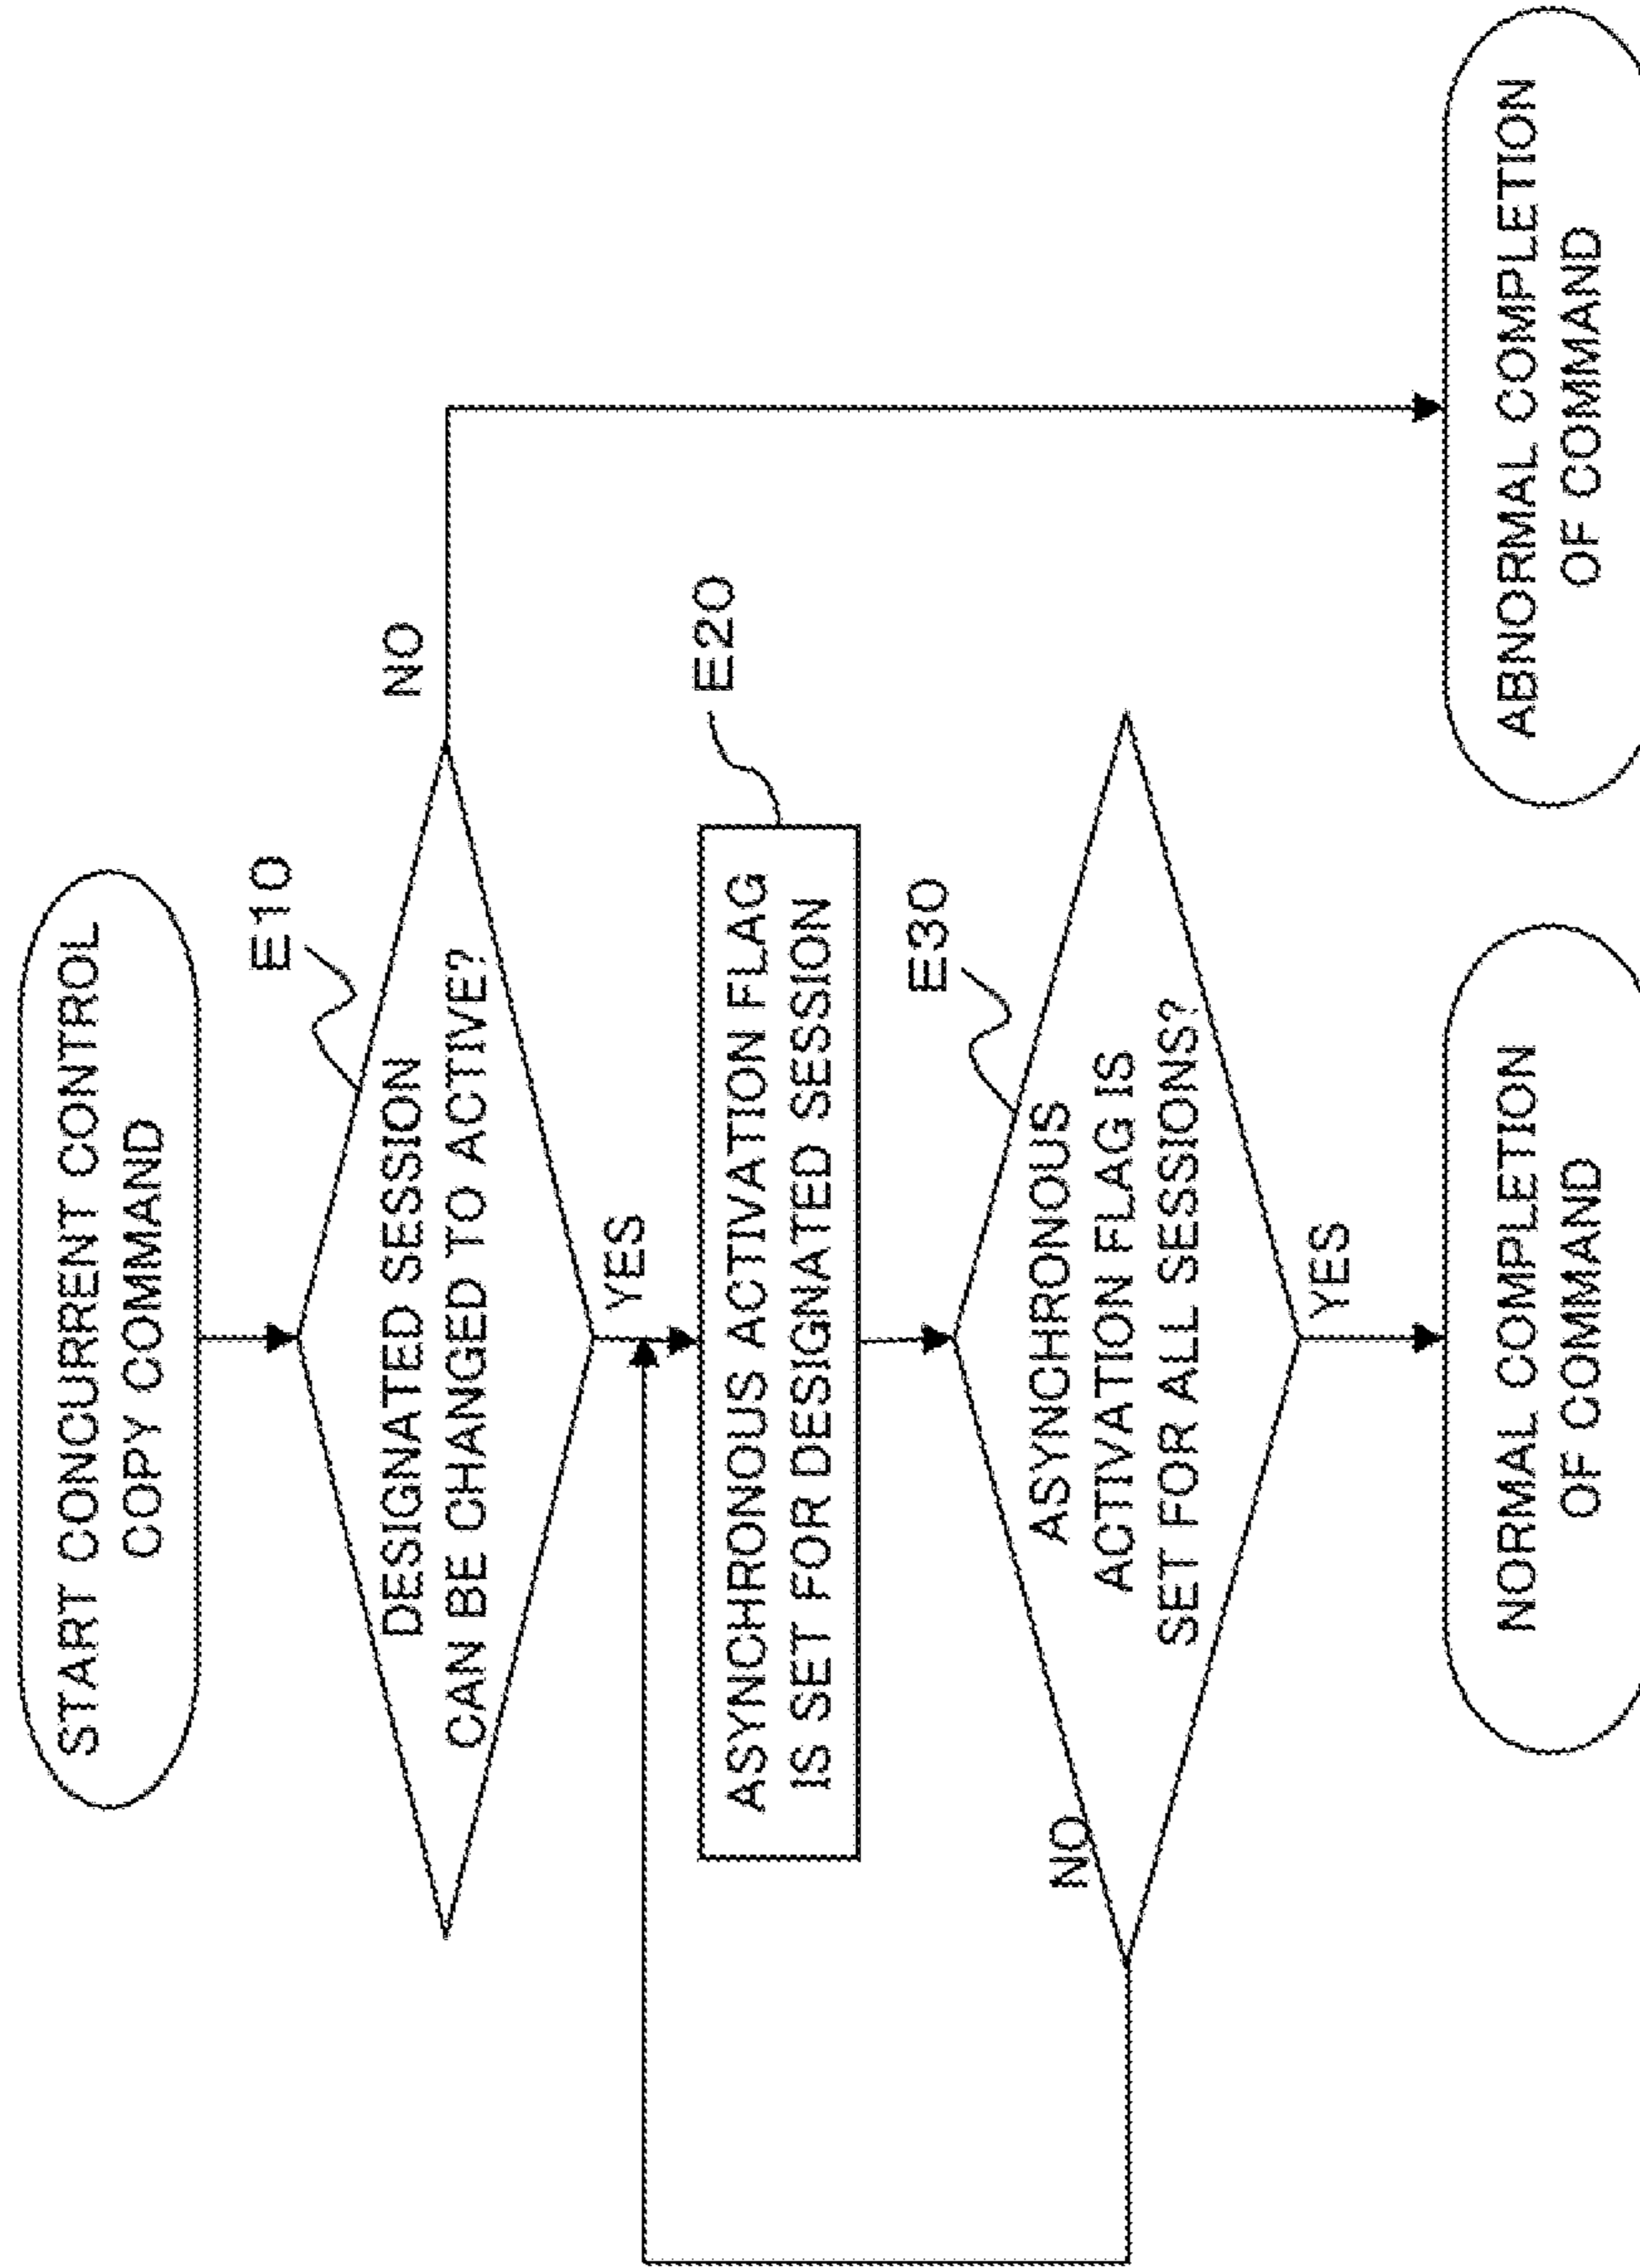 START CONCURRENT CONTROL
COPY COMMAND
E10
DESIGNATED SESSION
CAN BE CHANGED TO ACTIVE?
NO
YES
E20
ASYNCHRONOUS ACTIVATION FLAG
IS SET FOR DESIGNATED SESSION
E30
ASYNCHRONOUS
ACTIVATION FLAG IS
SET FOR ALL SESSIONS?
NO
YES
NORMAL COMPLETION
OF COMMAND
ABNORMAL COMPLETION
OF COMMAND